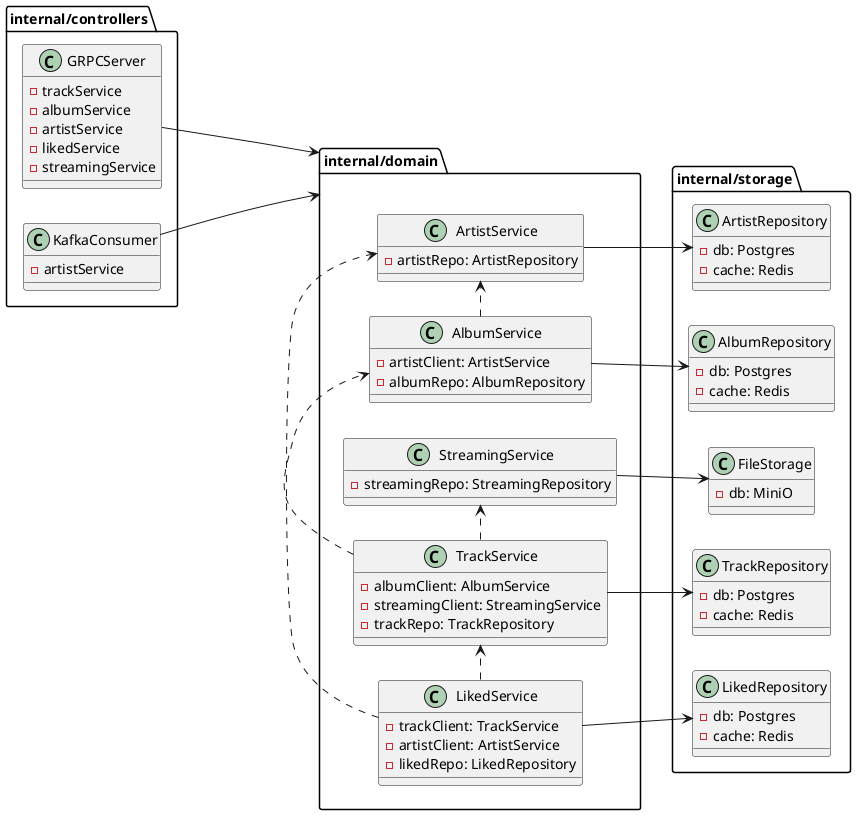 internal/controllers
C GRPCServer
trackService
albumService
artistService
likedService
streamingService
C KafkaConsumer
artistService
internal/domain
C ArtistService
artistRepo: ArtistRepository
C AlbumService
artistClient: ArtistService
albumRepo: AlbumRepository
C StreamingService
streamingRepo: StreamingRepository
C TrackService
albumClient: AlbumService
streamingClient: StreamingService
trackRepo: TrackRepository
C LikedService
trackClient: TrackService
artistClient: ArtistService
likedRepo: LikedRepository
internal/storage
C ArtistRepository
db: Postgres
cache: Redis
C AlbumRepository
db: Postgres
cache: Redis
C FileStorage
db: MiniO
C TrackRepository
db: Postgres
cache: Redis
C LikedRepository
db: Postgres
cache: Redis